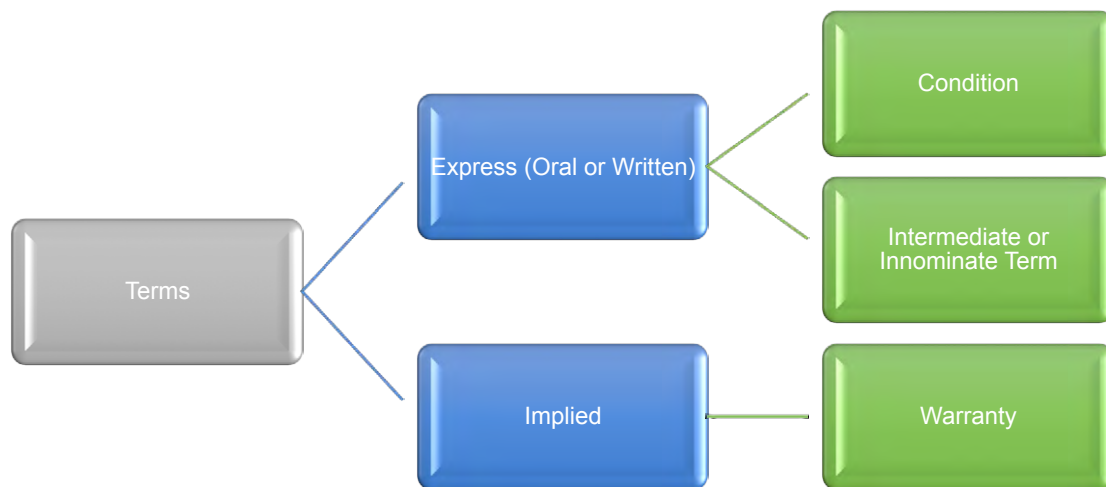 Terms
Express (Oral or Written)
Implied
Condition
Intermediate or
Innominate Term
Warranty